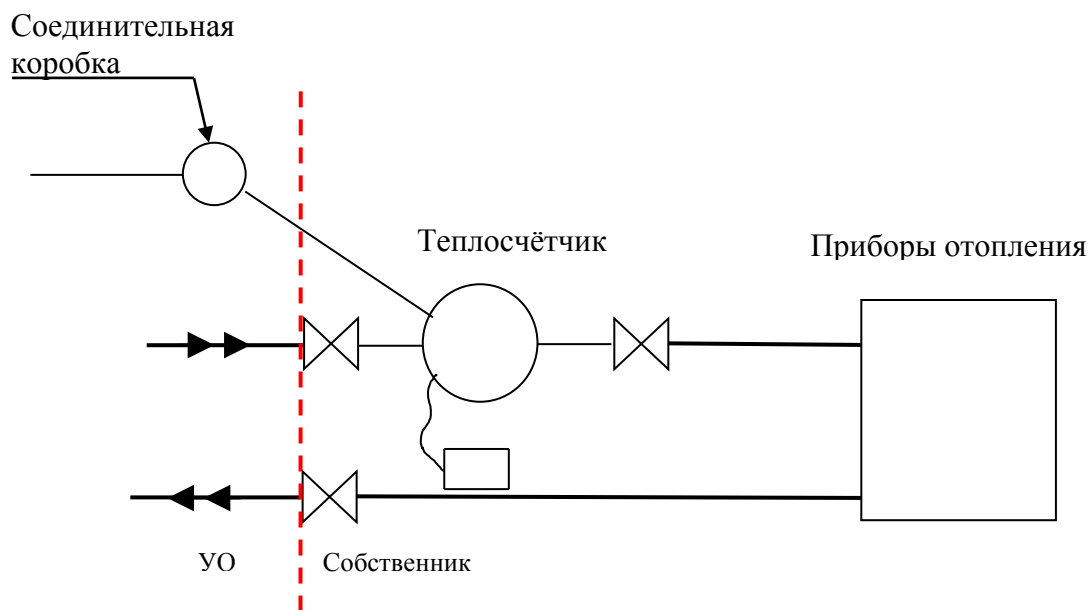 Соединительная
коробка
Теплосчётчик
Приборы отопления
УО
Собственник